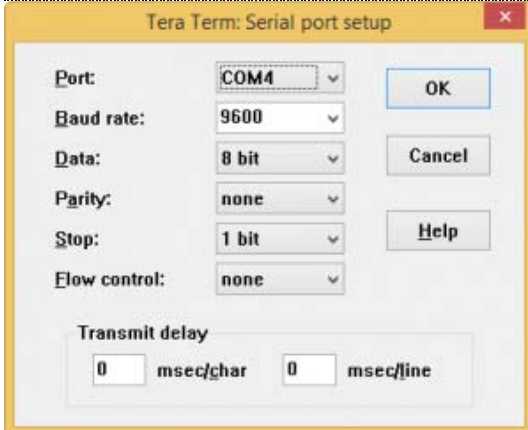 Tera Term: Serial port setup
Port: COM4
OK
Baud rate: 9600
Data: 8 bit
Cancel
Parity: none
Stop: 1 bit
Help
Flow control: none
Transmit delay
0 msec/char 0 msec/line